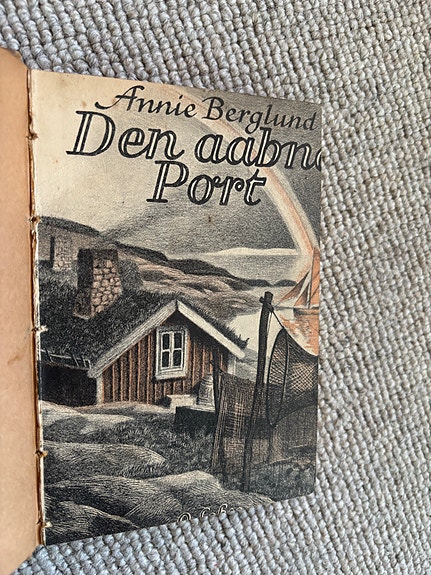 Annie Berglund
Den aabne
Port